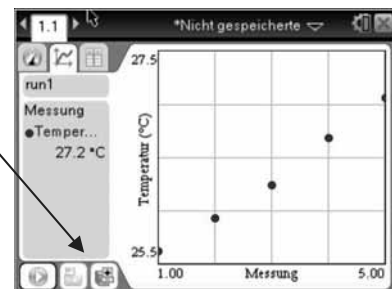 1.1
*Nicht gespeicherte
run1
Messung
Temper...
27.2 °C
27.5
Temperatur (°C)
25.5
1.00
Messung
5.00